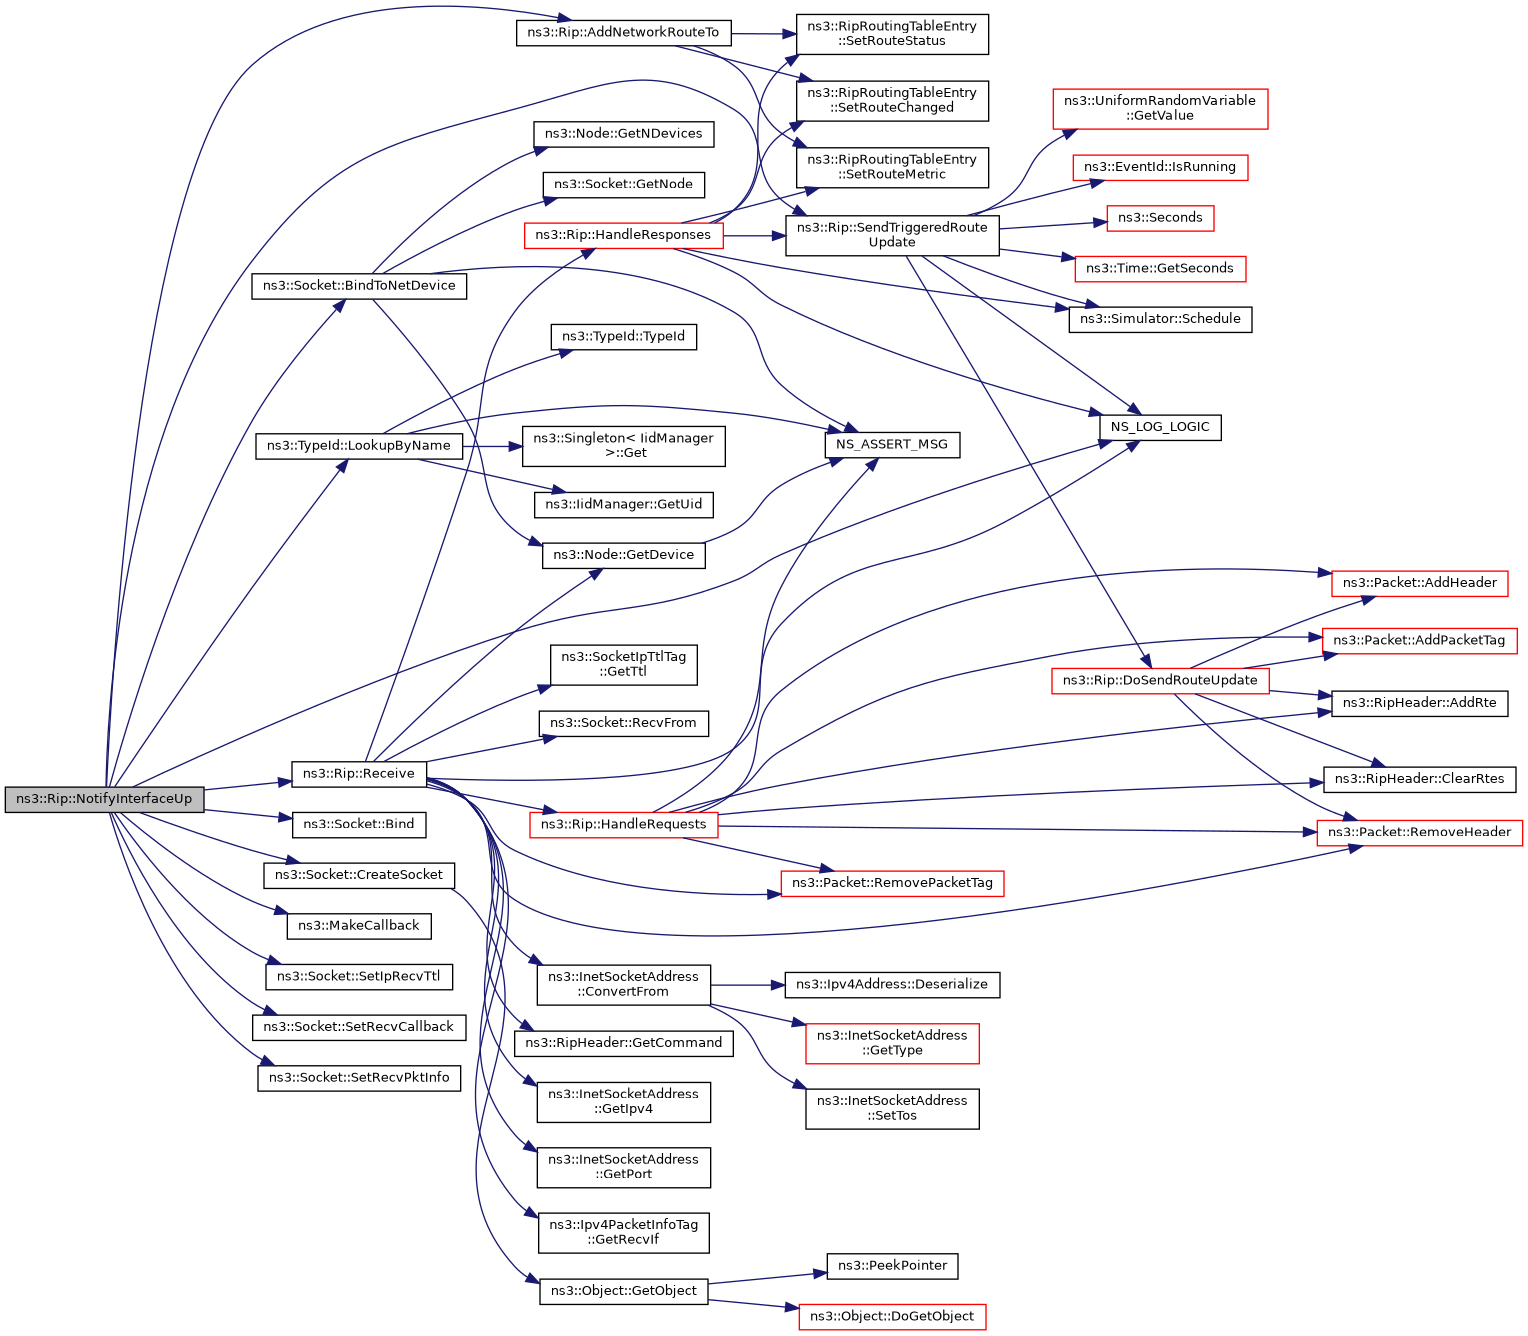 ns3::Rip::NotifyInterfaceUp
ns3::Rip::AddNetworkRouteTo
ns3::RipRoutingTableEntry
::SetRouteStatus
ns3::RipRoutingTableEntry
::SetRouteChanged
ns3::RipRoutingTableEntry
::SetRouteMetric
ns3::UniformRandomVariable
::GetValue
ns3::EventId::IsRunning
ns3::Seconds
ns3::Time::GetSeconds
ns3::Simulator::Schedule
ns3::Node::GetNDevices
ns3::Socket::GetNode
ns3::Rip::HandleResponses
ns3::Rip::SendTriggeredRoute
Update
ns3::Socket::BindToNetDevice
ns3::TypeId::TypeId
ns3::TypeId::LookupByName
ns3::Singleton< IidManager
>::Get
ns3::IidManager::GetUid
NS_ASSERT_MSG
NS_LOG_LOGIC
ns3::Node::GetDevice
ns3::Packet::AddHeader
ns3::Packet::AddPacketTag
ns3::Rip::DoSendRouteUpdate
ns3::RipHeader::AddRte
ns3::RipHeader::ClearRtes
ns3::Packet::RemoveHeader
ns3::SocketIpTtlTag
::GetTtl
ns3::Socket::RecvFrom
ns3::Rip::Receive
ns3::Socket::Bind
ns3::Rip::HandleRequests
ns3::Packet::RemovePacketTag
ns3::Socket::CreateSocket
ns3::MakeCallback
ns3::Socket::SetIpRecvTtl
ns3::Socket::SetRecvCallback
ns3::Socket::SetRecvPktInfo
ns3::InetSocketAddress
::ConvertFrom
ns3::Ipv4Address::Deserialize
ns3::InetSocketAddress
::GetType
ns3::InetSocketAddress
::SetTos
ns3::RipHeader::GetCommand
ns3::InetSocketAddress
::GetIpv4
ns3::InetSocketAddress
::GetPort
ns3::Ipv4PacketInfoTag
::GetRecvIf
ns3::Object::GetObject
ns3::PeekPointer
ns3::Object::DoGetObject